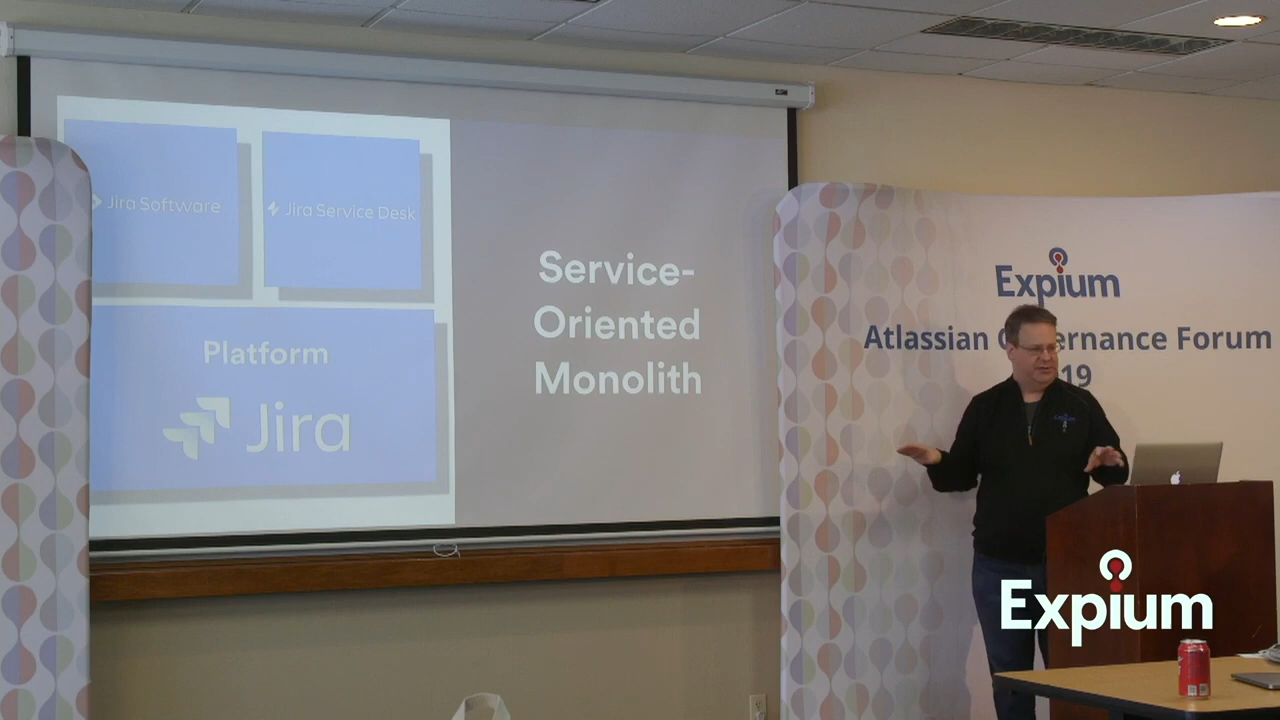 Jira Software
Jira Service Desk
Platform
Jira
Service-
Oriented
Monolith
Expium
Atlassian G ernance Forum
19
Expium